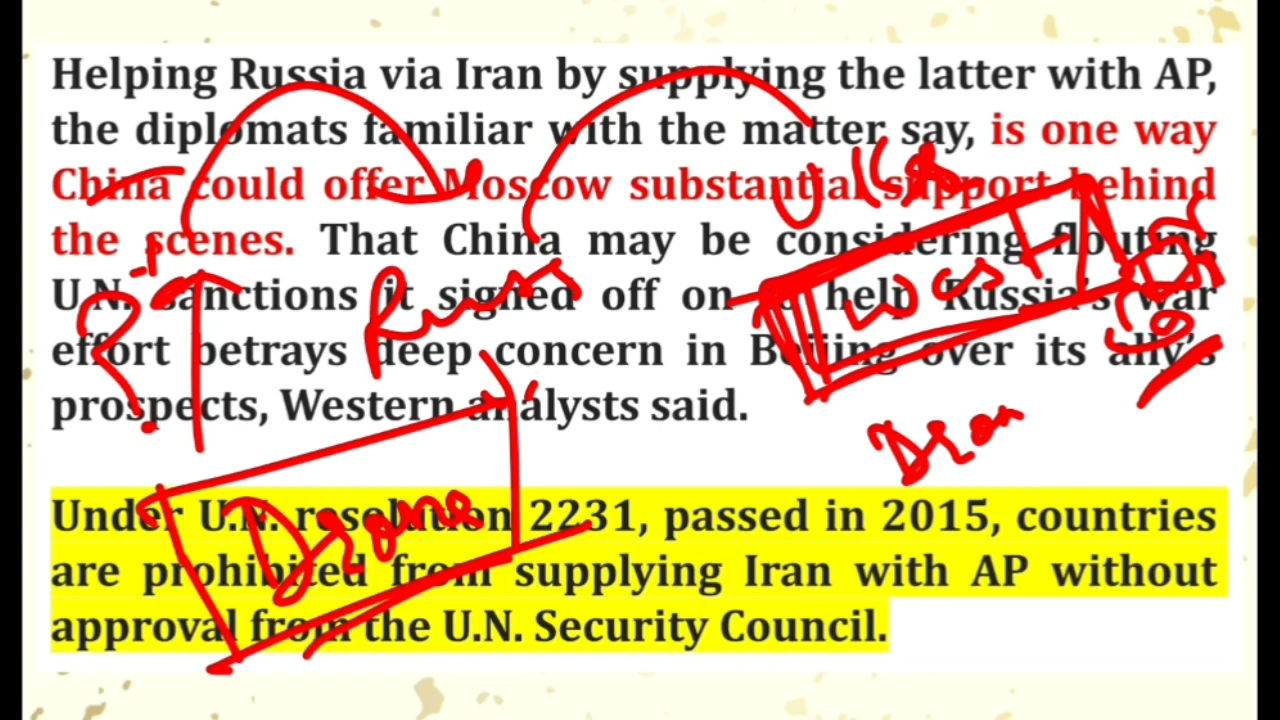 Helping Russia via Iran by supplying the latter with AP,
the diplomats familiar with the matter say, is one way
China could offer Moscow substantial support behind
the scenes. That China may be considering flouting
U.N. sanctions it signed off on to help Russia's war
effort betrays deep concern in Beijing over its ally's
prospects, Western analysts said.
Under U.N. resolution 2231, passed in 2015, countries
are prohibited from supplying Iran with AP without
approval from the U.N. Security Council.
Drone